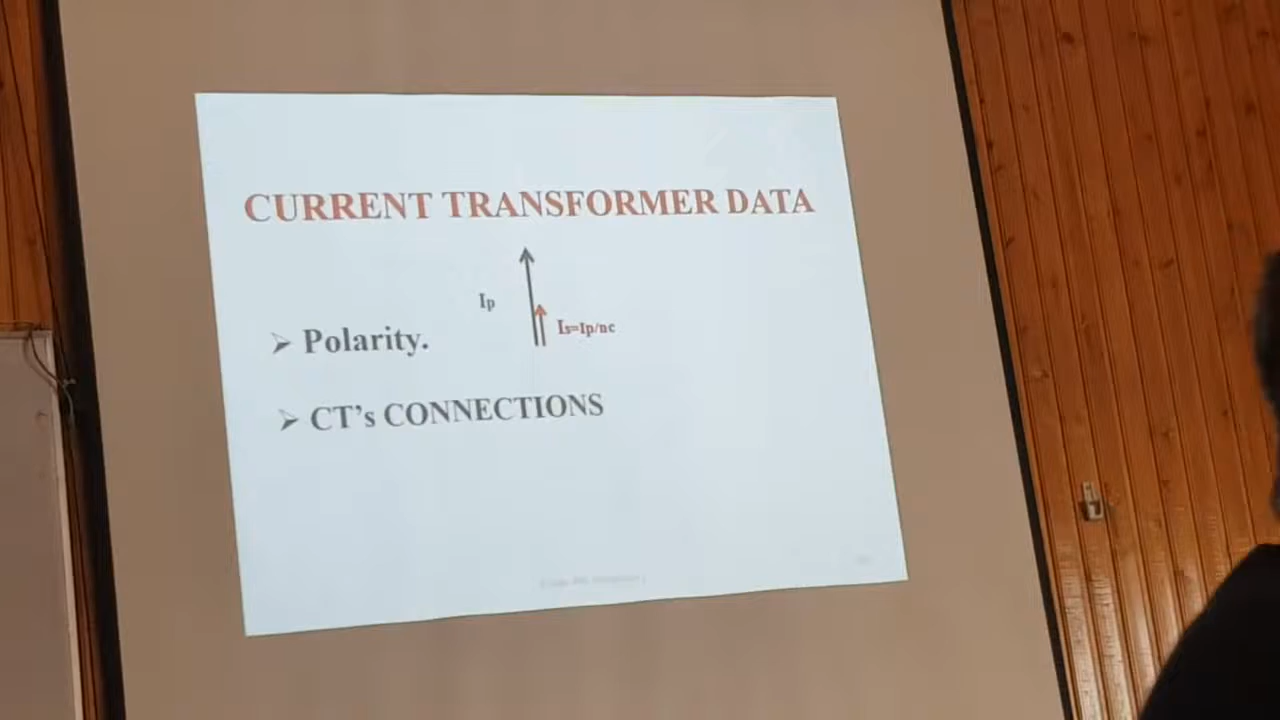 CURRENT TRANSFORMER DATA
Ip
Is=Ip/nc
➢ Polarity.
➢ CT's CONNECTIONS